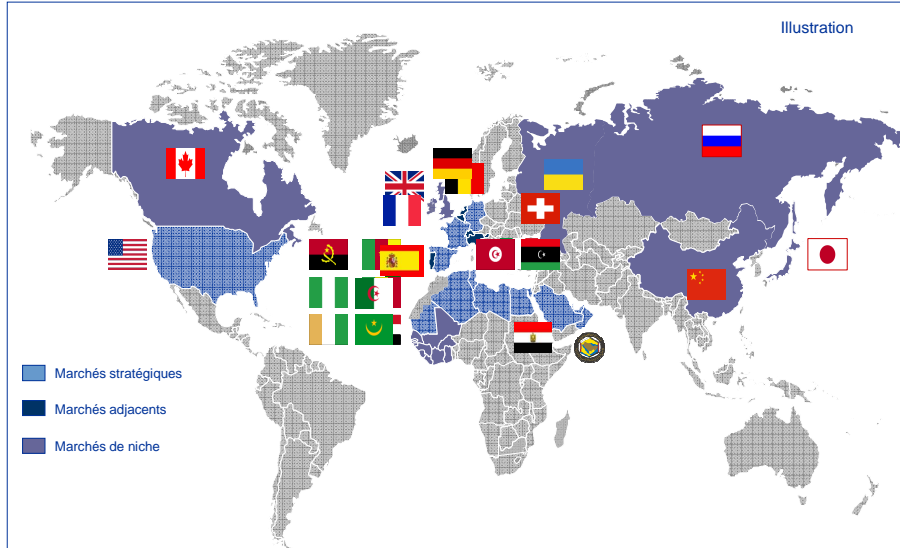 Illustration
Marchés stratégiques
Marchés adjacents
Marchés de niche